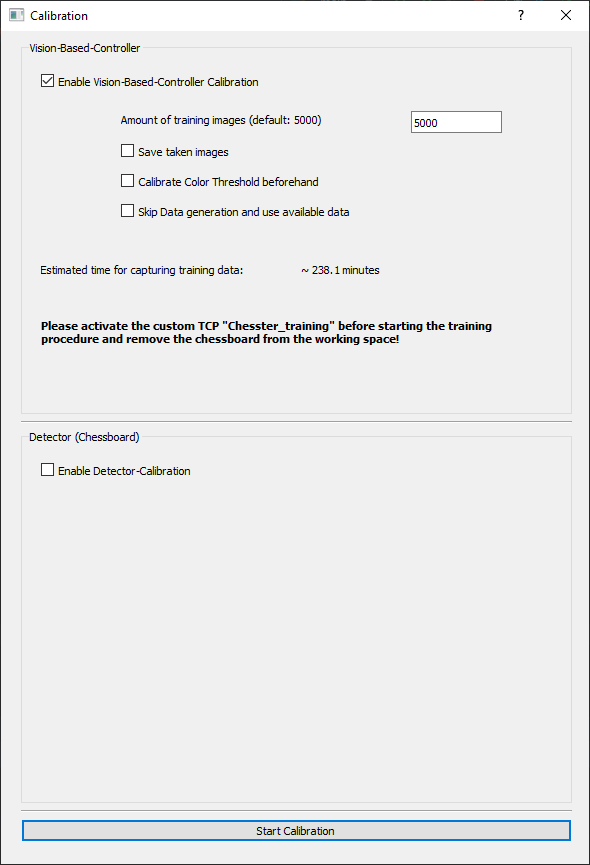 Calibration
Vision-Based-Controller
Enable Vision-Based-Controller Calibration
Amount of training images (default: 5000)
5000
Save taken images
Calibrate Color Threshold beforehand
Skip Data generation and use available data
Estimated time for capturing training data: ~ 238.1 minutes
Please activate the custom TCP "Chesster_training" before starting the training
procedure and remove the chessboard from the working space!
Detector (Chessboard)
Enable Detector-Calibration
Start Calibration